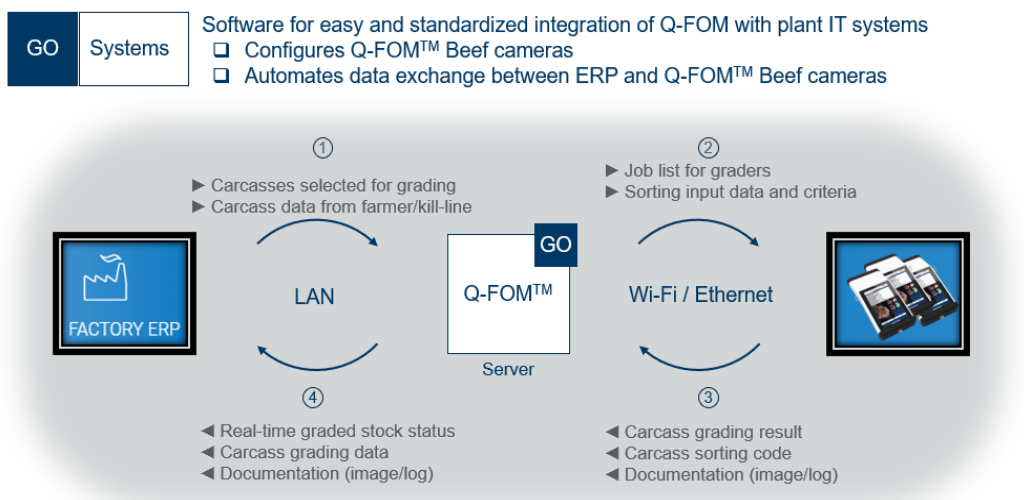 GO Systems
Software for easy and standardized integration of Q-FOM with plant IT systems
❑ Configures Q-FOM™ Beef cameras
❑ Automates data exchange between ERP and Q-FOM™ Beef cameras
①
► Carcasses selected for grading
► Carcass data from farmer/kill-line
②
► Job list for graders
► Sorting input data and criteria
FACTORY ERP
LAN
GO
Q-FOM™
Server
Wi-Fi / Ethernet
④
◄ Real-time graded stock status
◄ Carcass grading data
◄ Documentation (image/log)
③
◄ Carcass grading result
◄ Carcass sorting code
◄ Documentation (image/log)